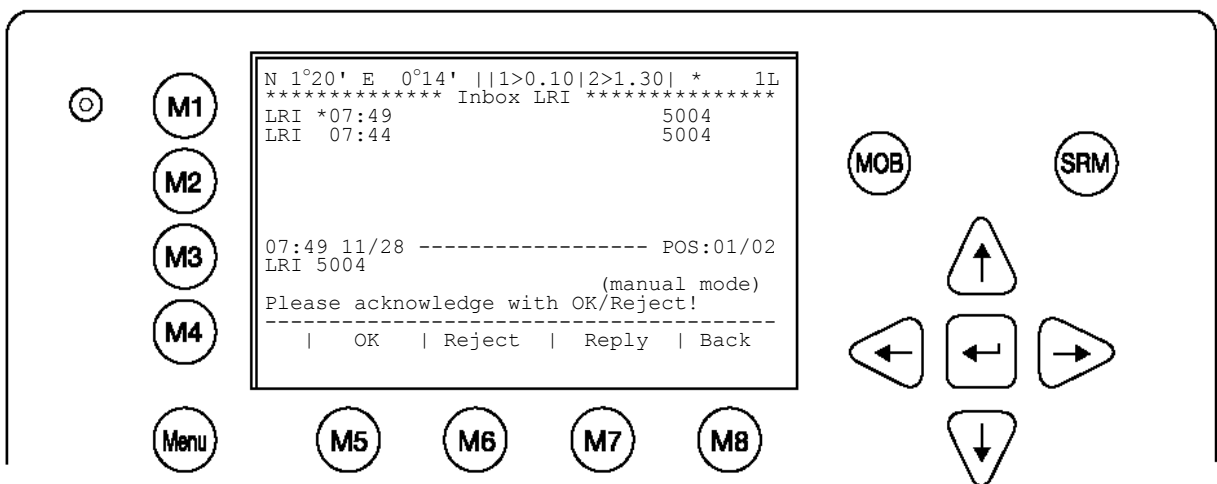 N 1°20' E 0°14' ||1>0.10|2>1.30| * 1L
************** Inbox LRI ***************
LRI *07:49 5004
LRI 07:44 5004
07:49 11/28 ------------------ POS:01/02
LRI 5004
(manual mode)
Please acknowledge with OK/Reject!
----------------------------------------
| OK | Reject | Reply | Back
M1
M2
M3
M4
Menu
M5
M6
M7
M8
MOB
SRM